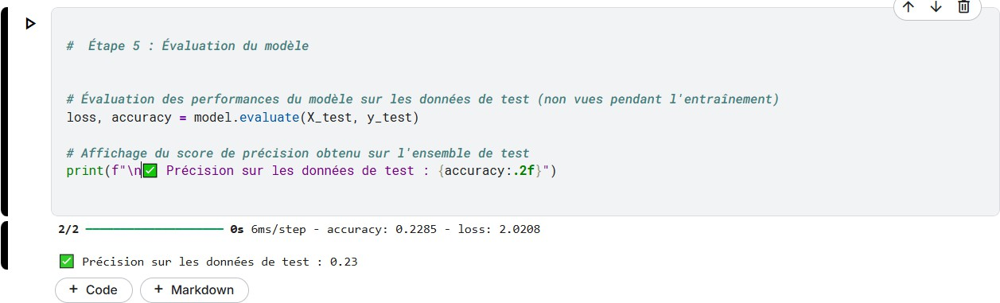 #  Étape 5 : Évaluation du modèle
# Évaluation des performances du modèle sur les données de test (non vues pendant l'entraînement)
loss, accuracy = model.evaluate(X_test, y_test)
# Affichage du score de précision obtenu sur l'ensemble de test
print(f"\n✅ Précision sur les données de test : {accuracy:.2f}")
2/2 ━━━━━━━━━━━━━━━━━━━━ 0s 6ms/step - accuracy: 0.2285 - loss: 2.0208
✅ Précision sur les données de test : 0.23
+ Code + Markdown